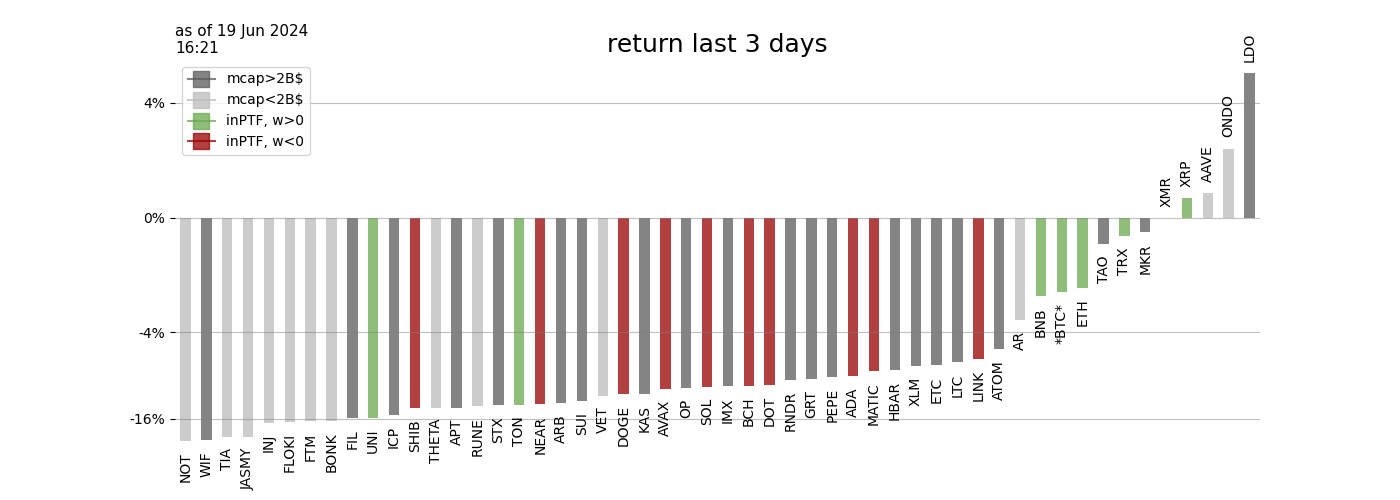 as of 19 Jun 2024
16:21
return last 3 days
mcap>2B$
mcap<2B$
inPTF, w>0
inPTF, w<0
4%
0%
-4%
-16%
NOT
WIF
TIA
JASMY
INJ
FLOKI
FTM
BONK
FIL
UNI
ICP
SHIB
THETA
APT
RUNE
STX
TON
NEAR
ARB
SUI
VET
DOGE
KAS
AVAX
OP
SOL
IMX
BCH
DOT
RNDR
GRT
PEPE
ADA
MATIC
HBAR
XLM
ETC
LTC
LINK
ATOM
AR
BNB
*BTC*
ETH
TAO
TRX
MKR
XMR
XRP
AAVE
ONDO
LDO